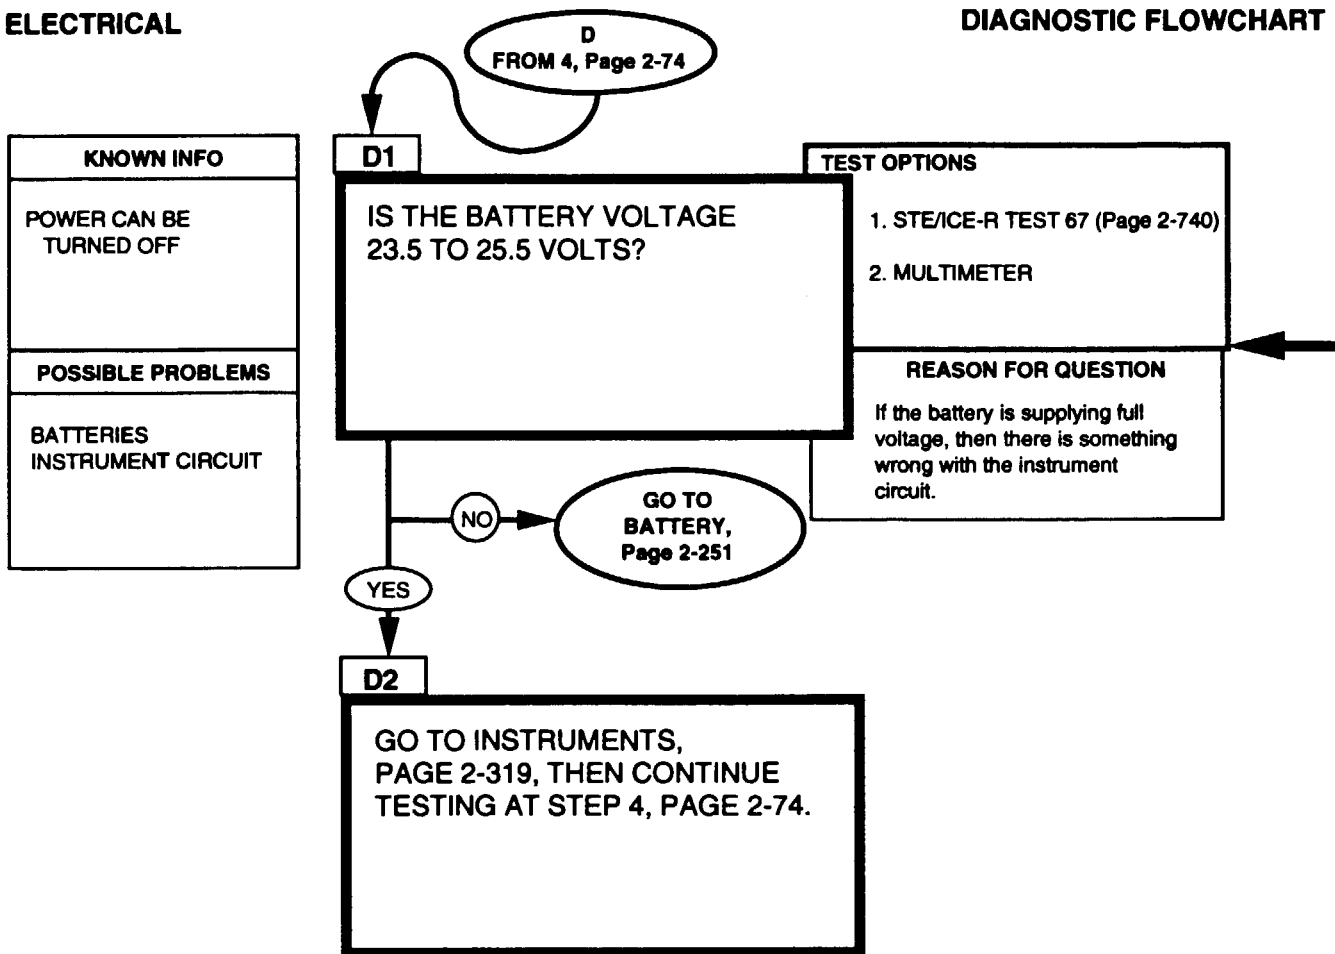 ELECTRICAL
DIAGNOSTIC FLOWCHART
D
FROM 4, Page 2-74
KNOWN INFO
POWER CAN BE
TURNED OFF
POSSIBLE PROBLEMS
BATTERIES
INSTRUMENT CIRCUIT
D1
IS THE BATTERY VOLTAGE
23.5 TO 25.5 VOLTS?
TEST OPTIONS
1. STE/ICE-R TEST 67 (Page 2-740)
2. MULTIMETER
REASON FOR QUESTION
If the battery is supplying full
voltage, then there is something
wrong with the instrument
circuit.
NO
GO TO
BATTERY,
Page 2-251
YES
D2
GO TO INSTRUMENTS,
PAGE 2-319, THEN CONTINUE
TESTING AT STEP 4, PAGE 2-74.